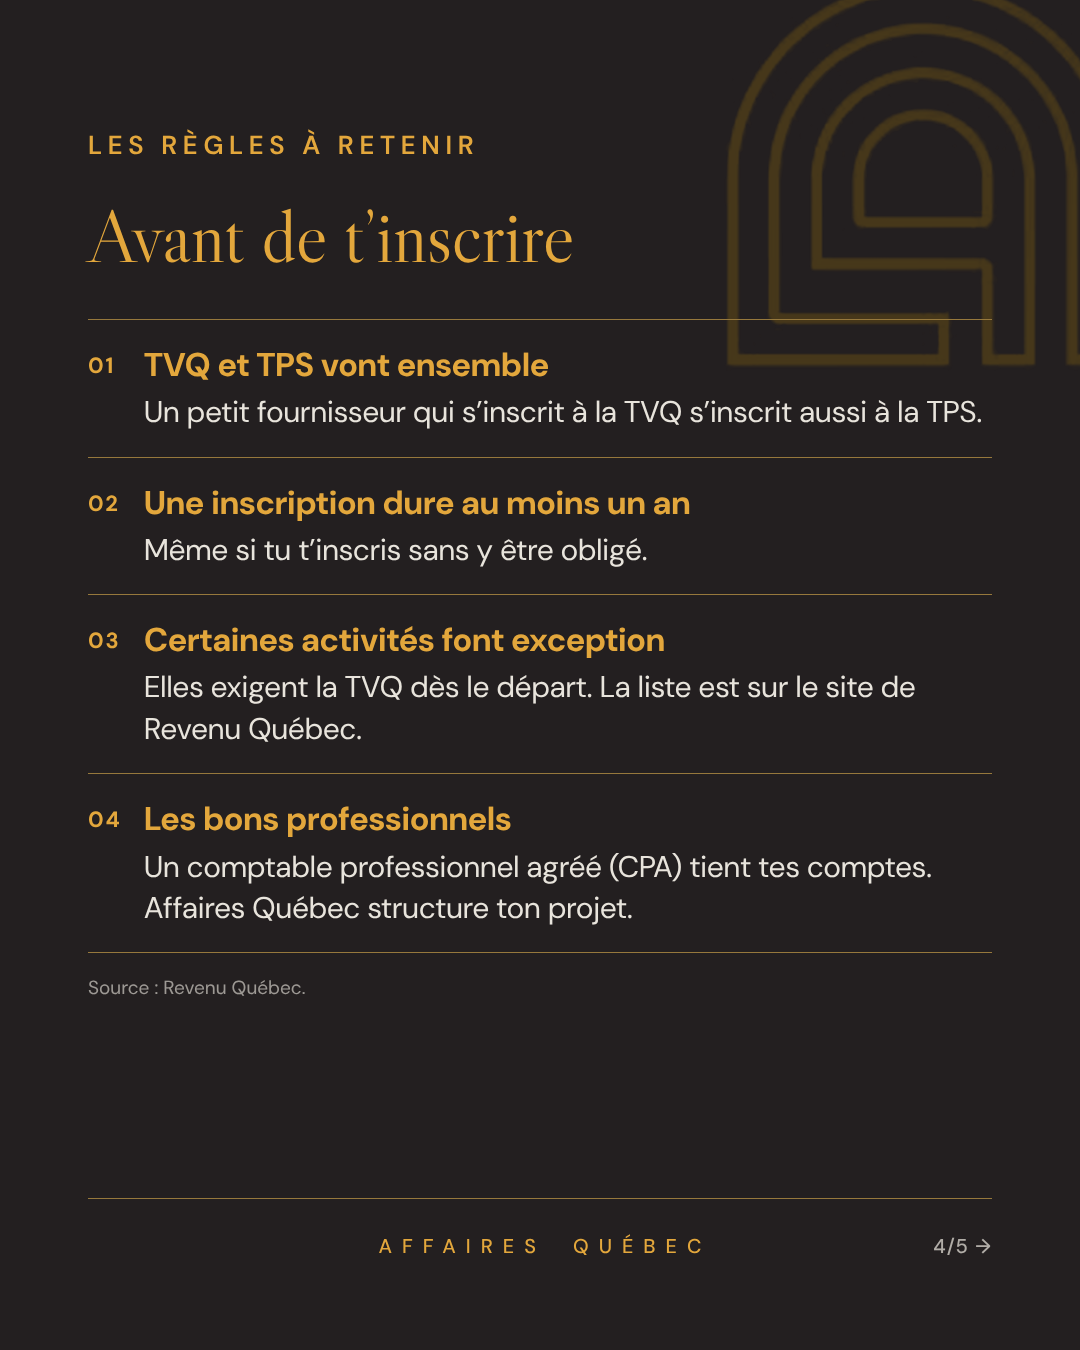 LES RÈGLES À RETENIR
Avant de t’inscrire
01 TVQ et TPS vont ensemble
Un petit fournisseur qui s’inscrit à la TVQ s’inscrit aussi à la TPS.
02 Une inscription dure au moins un an
Même si tu t’inscris sans y être obligé.
03 Certaines activités font exception
Elles exigent la TVQ dès le départ. La liste est sur le site de
Revenu Québec.
04 Les bons professionnels
Un comptable professionnel agréé (CPA) tient tes comptes.
Affaires Québec structure ton projet.
Source : Revenu Québec.
AFFAIRES QUÉBEC
4/5 →